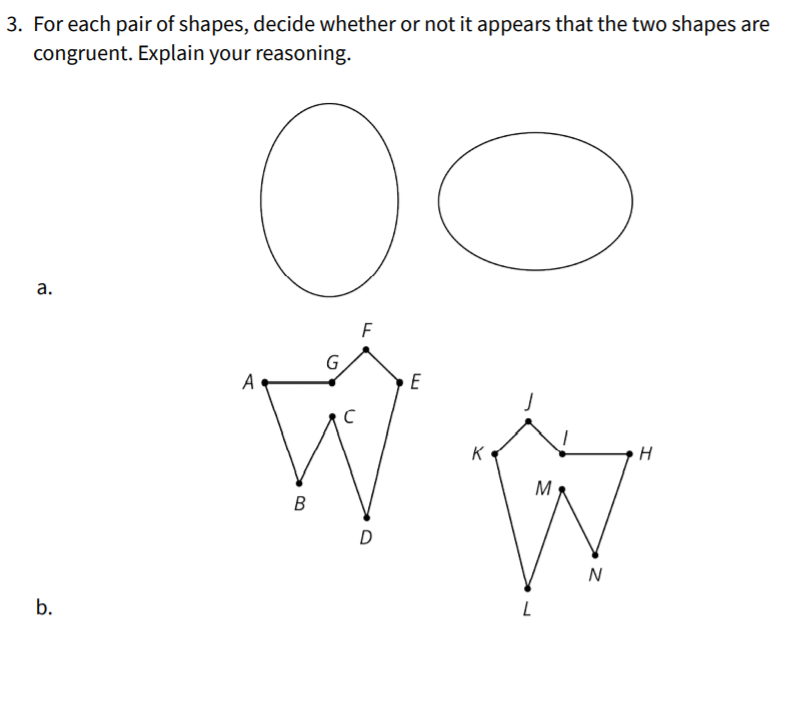 3. For each pair of shapes, decide whether or not it appears that the two shapes are
congruent. Explain your reasoning.
a.
F
G
A
E
C
J
I
K
H
M
B
D
N
b.
L